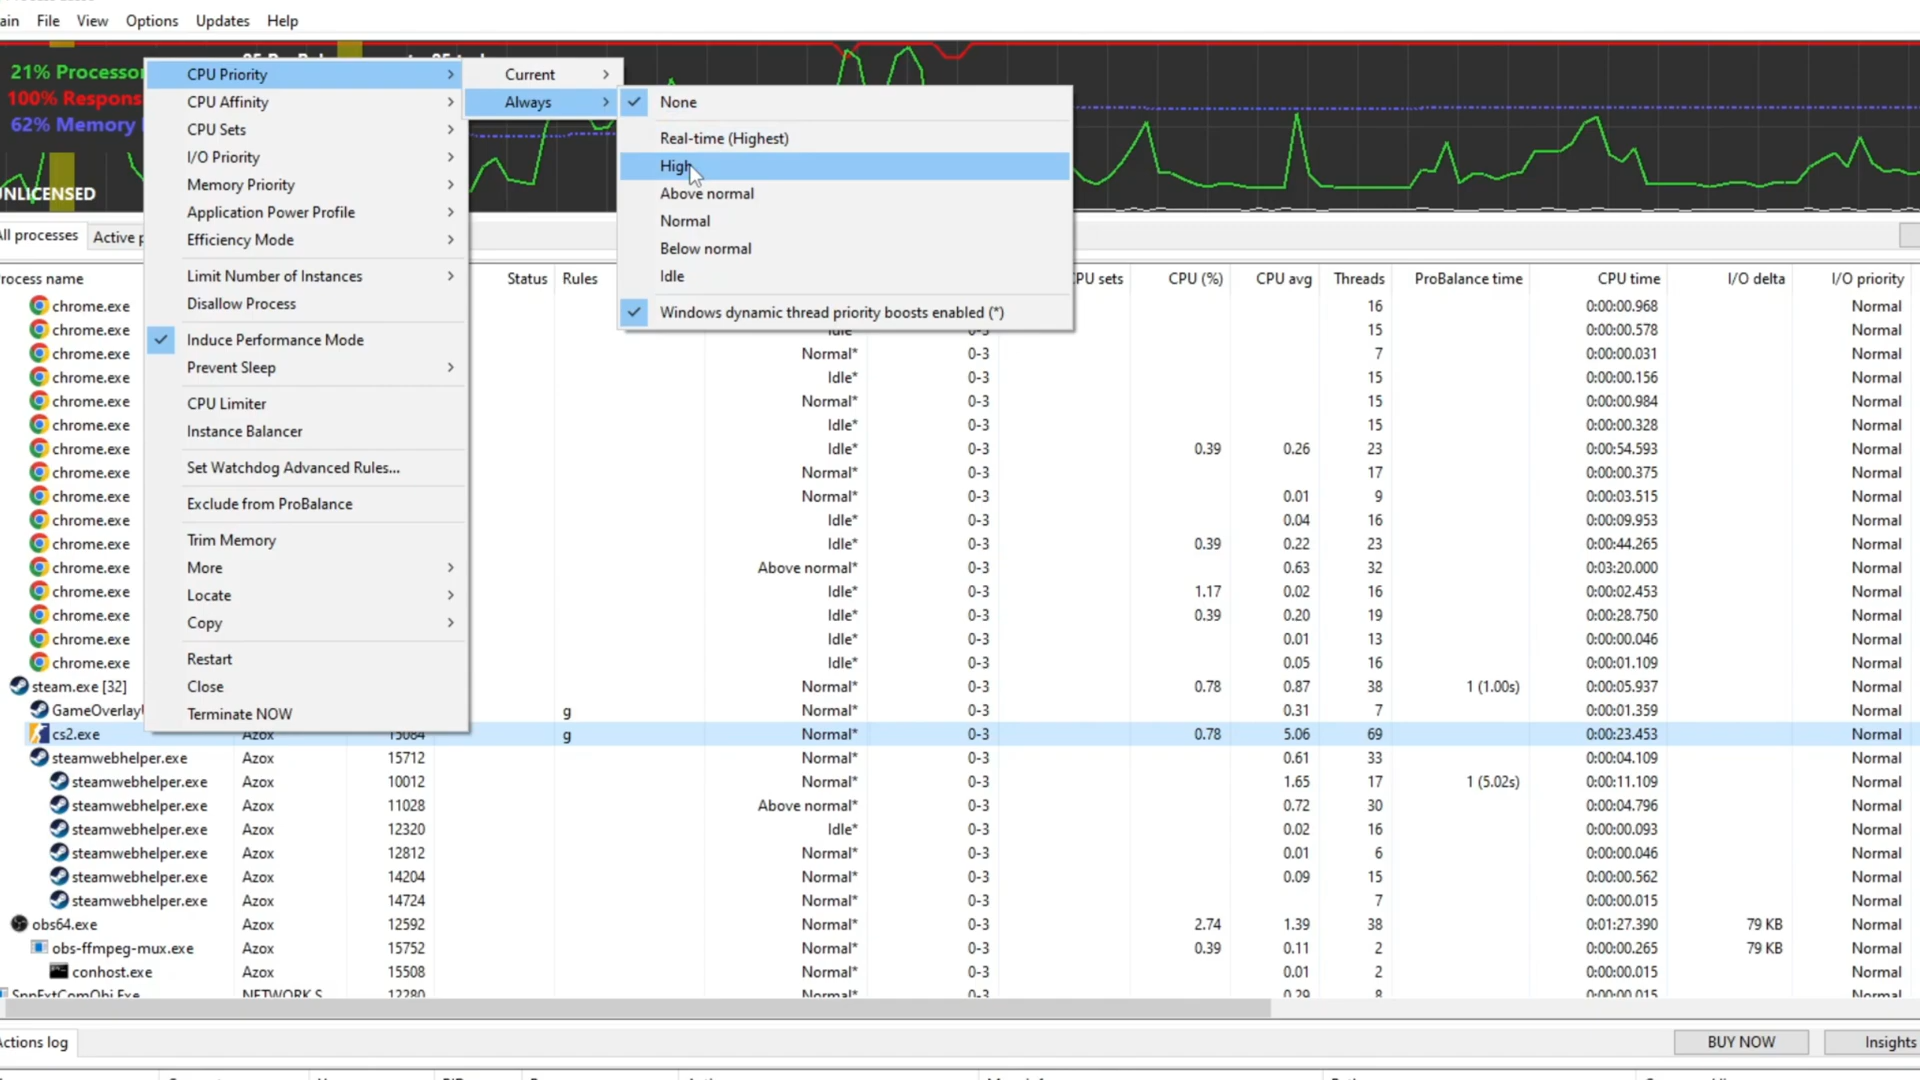 ain File View Options Updates Help
21% Processor
100% Respons
62% Memory
UNLICENSED
CPU Priority
CPU Affinity
CPU Sets
I/O Priority
Memory Priority
Application Power Profile
Efficiency Mode
Limit Number of Instances
Disallow Process
Induce Performance Mode
Prevent Sleep
CPU Limiter
Instance Balancer
Set Watchdog Advanced Rules...
Exclude from ProBalance
Trim Memory
More
Locate
Copy
Restart
Close
Terminate NOW
Current
Always
None
Real-time (Highest)
High
Above normal
Normal
Below normal
Idle
Windows dynamic thread priority boosts enabled (*)
All processes Active p
rocess name Status Rules CPU sets CPU (%) CPU avg Threads ProBalance time CPU time I/O delta I/O priority
chrome.exe 16 0:00:00.968 Normal
chrome.exe Idle* 0-3 15 0:00:00.578 Normal
chrome.exe Normal* 0-3 7 0:00:00.031 Normal
chrome.exe Idle* 0-3 15 0:00:00.156 Normal
chrome.exe Normal* 0-3 15 0:00:00.984 Normal
chrome.exe Idle* 0-3 15 0:00:00.328 Normal
chrome.exe Idle* 0-3 0.39 0.26 23 0:00:54.593 Normal
chrome.exe Normal* 0-3 17 0:00:00.375 Normal
chrome.exe Normal* 0-3 0.01 9 0:00:03.515 Normal
chrome.exe Idle* 0-3 0.04 16 0:00:09.953 Normal
chrome.exe Idle* 0-3 0.39 0.22 23 0:00:44.265 Normal
chrome.exe Above normal* 0-3 0.63 32 0:03:20.000 Normal
chrome.exe Idle* 0-3 1.17 0.02 16 0:00:02.453 Normal
chrome.exe Idle* 0-3 0.39 0.20 19 0:00:28.750 Normal
chrome.exe Idle* 0-3 0.01 13 0:00:00.046 Normal
chrome.exe Idle* 0-3 0.05 16 0:00:01.109 Normal
steam.exe [32] Normal* 0-3 0.78 0.87 38 1 (1.00s) 0:00:05.937 Normal
GameOverlay g Normal* 0-3 0.31 7 0:00:01.359 Normal
cs2.exe Azox 15084 g Normal* 0-3 0.78 5.06 69 0:00:23.453 Normal
steamwebhelper.exe Azox 15712 Normal* 0-3 0.61 33 0:00:04.109 Normal
steamwebhelper.exe Azox 10012 Normal* 0-3 1.65 17 1 (5.02s) 0:00:11.109 Normal
steamwebhelper.exe Azox 11028 Above normal* 0-3 0.72 30 0:00:04.796 Normal
steamwebhelper.exe Azox 12320 Idle* 0-3 0.02 16 0:00:00.093 Normal
steamwebhelper.exe Azox 12812 Normal* 0-3 0.01 6 0:00:00.046 Normal
steamwebhelper.exe Azox 14204 Normal* 0-3 0.09 15 0:00:00.562 Normal
steamwebhelper.exe Azox 14724 Normal* 0-3 7 0:00:00.015 Normal
obs64.exe Azox 12592 Normal* 0-3 2.74 1.39 38 0:01:27.390 79 KB Normal
obs-ffmpeg-mux.exe Azox 15752 Normal* 0-3 0.39 0.11 2 0:00:00.265 79 KB Normal
conhost.exe Azox 15508 Normal* 0-3 0.01 2 0:00:00.015 Normal
SppExtComObj.Exe NETWORK S 12280 Normal* 0-3 0.29 8 0:00:00.015 Normal
Actions log BUY NOW Insights